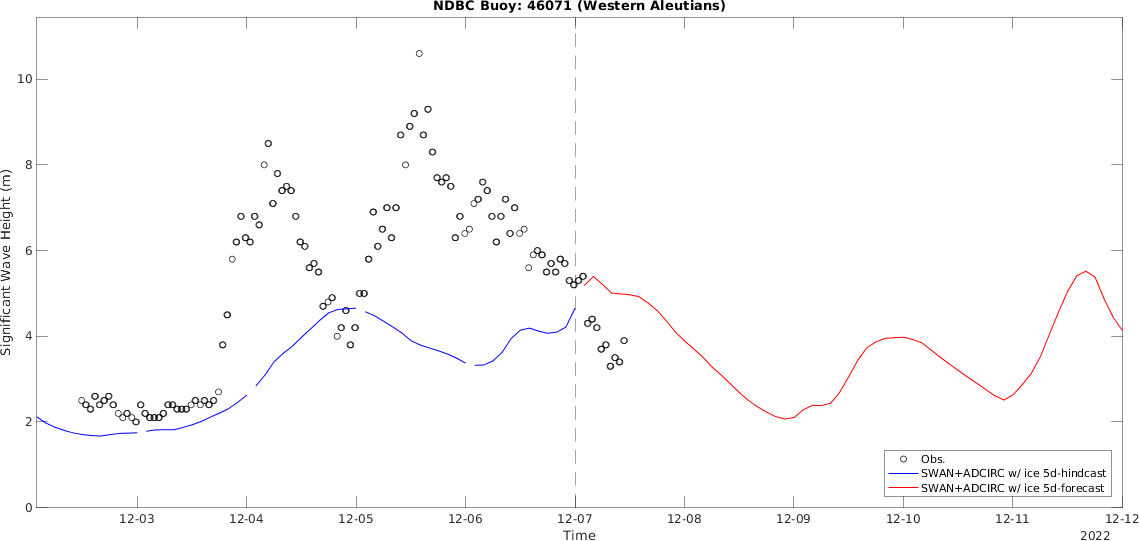 NDBC Buoy: 46071 (Western Aleutians)
Significant Wave Height (m)
10
8
6
4
2
0
12-03
12-04
12-05
12-06
12-07
12-08
12-09
12-10
12-11
12-12
Time
2022
Obs.
SWAN+ADCIRC w/ ice 5d-hindcast
SWAN+ADCIRC w/ ice 5d-forecast